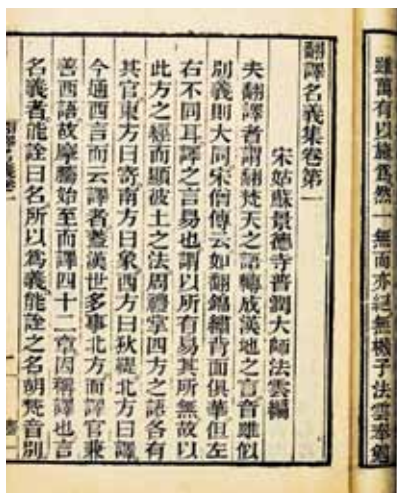 雖萬有以施爲然一無而亦絕無機子法雲奉
翻譯名義集卷第一
宋姑蘇景德寺普潤大師法雲編
夫翻譯者謂翻梵天之語轉成漢地之言音雖似
別義則大同宋僧傳云如翻錦繡背面俱華但左
右不同耳譯之言易也謂以所有易其所無故以
此方之經而顯彼土之法周禮掌四方之語各有
其官東方曰寄南方曰象西方曰狄鞮北方曰譯
今通西言而云譯者蓋漢世多事北方而譯官兼
善西語故摩騰始至而譯四十二章因稱譯也言
名義者能詮曰名所以爲義能詮之名胡梵音別